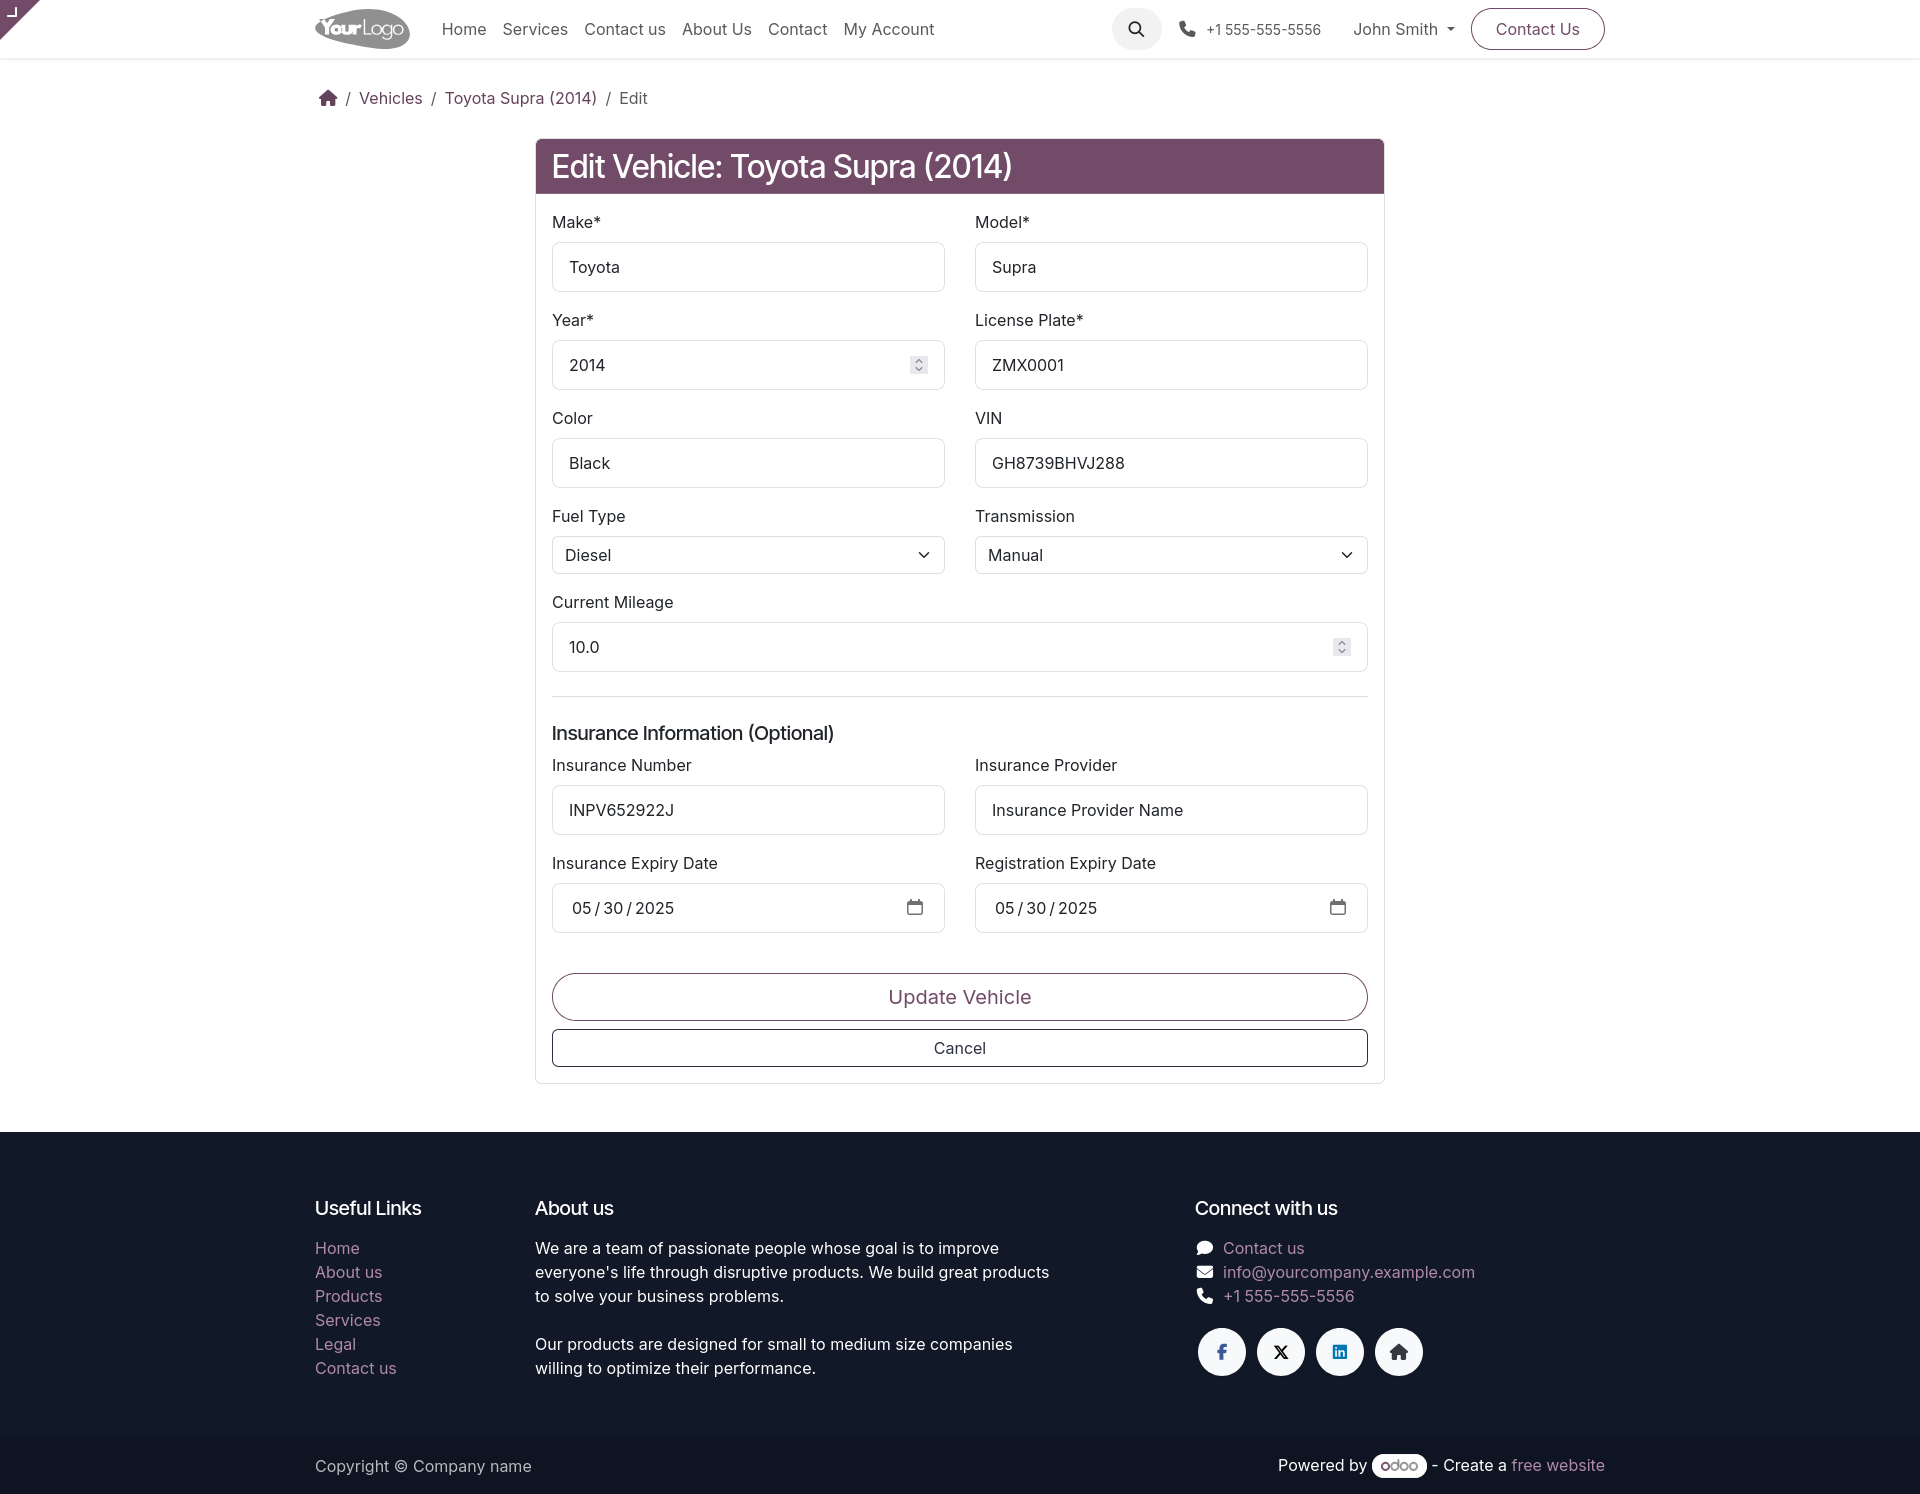 YourLogo
Home Services Contact us About Us Contact My Account
+1 555-555-5556 John Smith Contact Us
/ Vehicles / Toyota Supra (2014) / Edit
Edit Vehicle: Toyota Supra (2014)
Make* Model*
Toyota Supra
Year* License Plate*
2014 ZMX0001
Color VIN
Black GH8739BHVJ288
Fuel Type Transmission
Diesel Manual
Current Mileage
10.0
Insurance Information (Optional)
Insurance Number Insurance Provider
INPV652922J Insurance Provider Name
Insurance Expiry Date Registration Expiry Date
05/30/2025 05/30/2025
Update Vehicle
Cancel
Useful Links
Home
About us
Products
Services
Legal
Contact us
About us
We are a team of passionate people whose goal is to improve
everyone's life through disruptive products. We build great products
to solve your business problems.
Our products are designed for small to medium size companies
willing to optimize their performance.
Connect with us
Contact us
info@yourcompany.example.com
+1 555-555-5556
Copyright © Company name
Powered by odoo - Create a free website